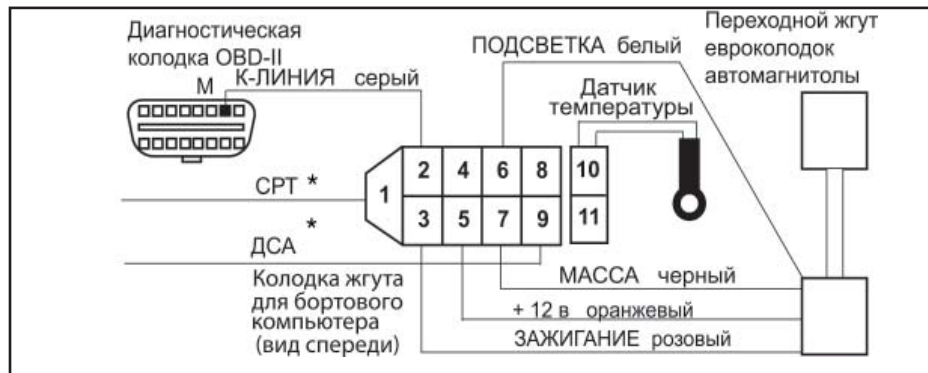 Диагностическая
колодка OBD-II
М
К-ЛИНИЯ серый
ПОДСВЕТКА белый
Переходной жгут
евроколодок
автомагнитолы
Датчик
температуры
СРТ *
1
2
4
6
8
10
3
5
7
9
11
*
ДСА
Колодка жгута
для бортового
компьютера
(вид спереди)
МАССА черный
+ 12 в оранжевый
ЗАЖИГАНИЕ розовый